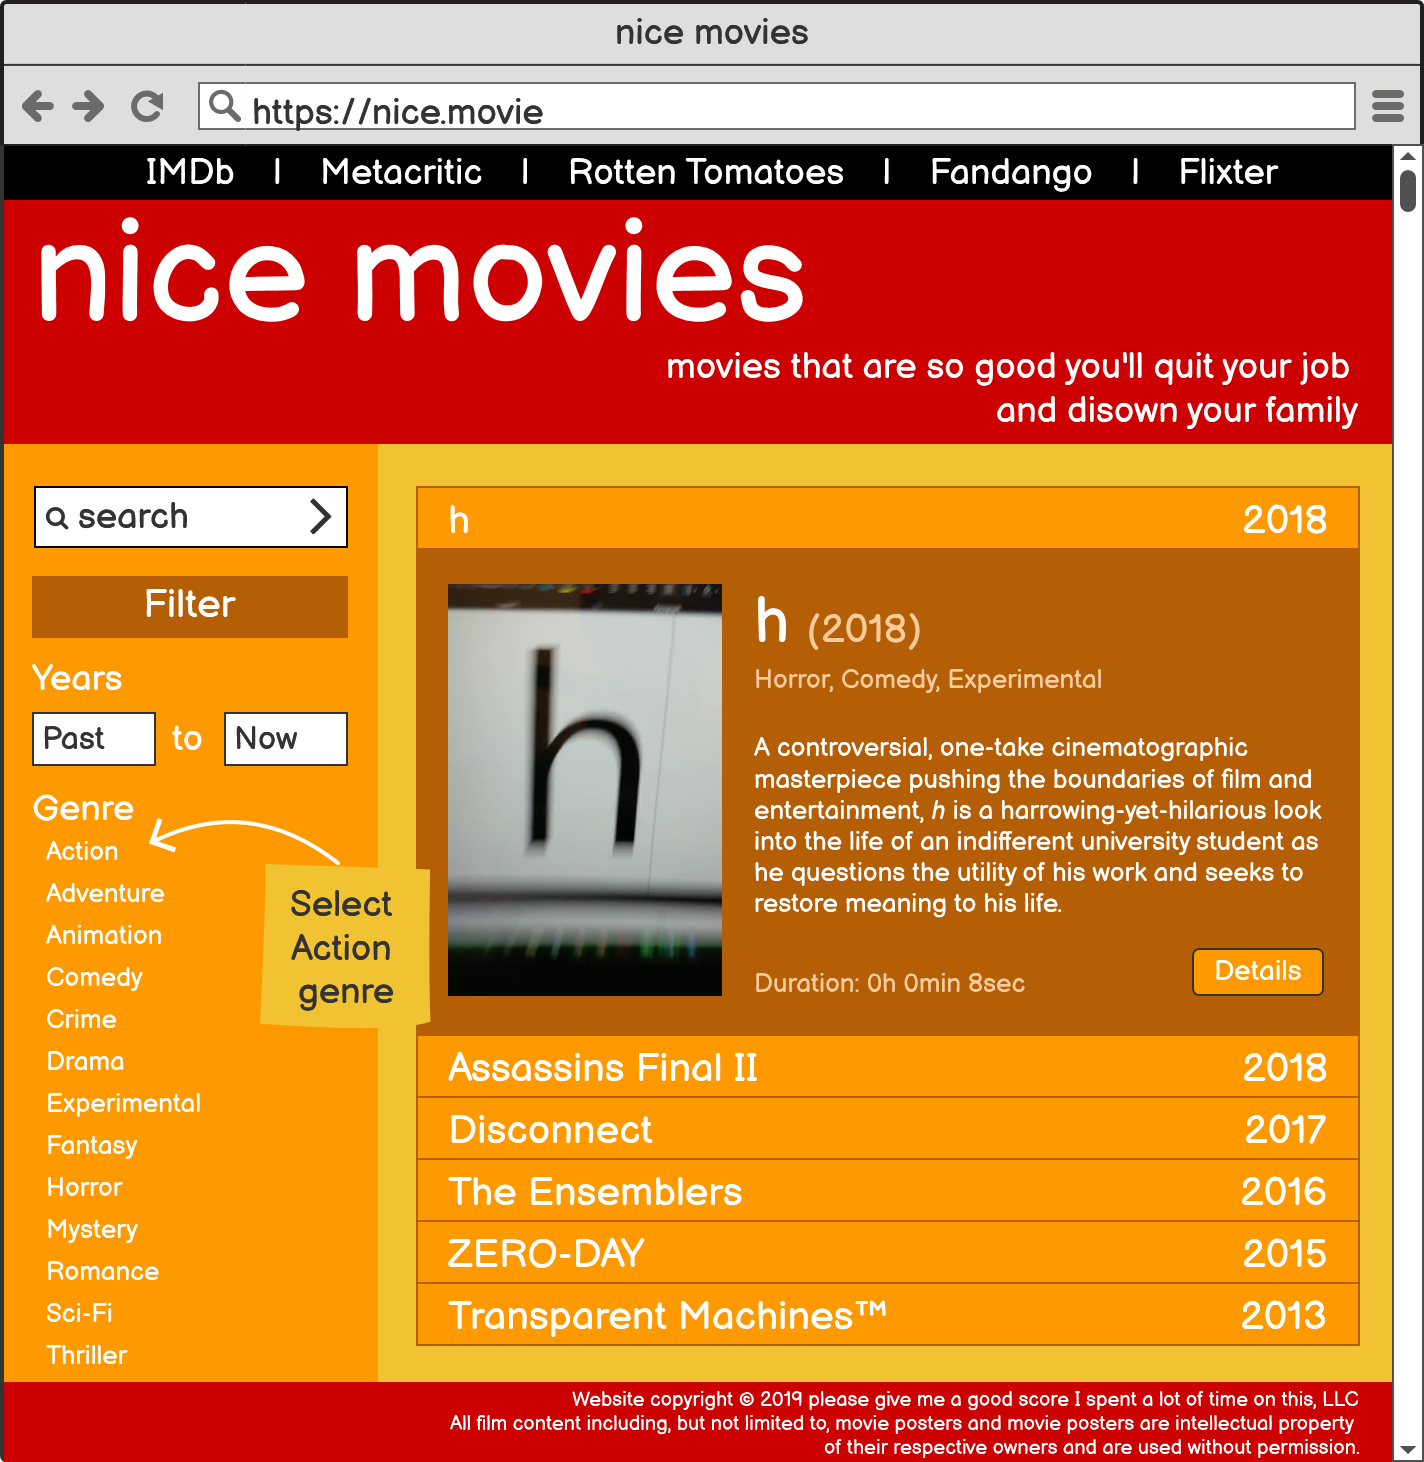 nice movies
https://nice.movie
IMDb | Metacritic | Rotten Tomatoes | Fandango | Flixter
nice movies
movies that are so good you'll quit your job
and disown your family
search
Filter
Years
Past to Now
Genre
Action
Adventure
Animation
Comedy
Crime
Drama
Experimental
Fantasy
Horror
Mystery
Romance
Sci-Fi
Thriller
Select
Action
genre
h 2018
h
h (2018)
Horror, Comedy, Experimental
A controversial, one-take cinematographic
masterpiece pushing the boundaries of film and
entertainment, h is a harrowing-yet-hilarious look
into the life of an indifferent university student as
he questions the utility of his work and seeks to
restore meaning to his life.
Duration: 0h 0min 8sec
Details
Assassins Final II 2018
Disconnect 2017
The Ensemblers 2016
ZERO-DAY 2015
Transparent Machines™ 2013
Website copyright © 2019 please give me a good score I spent a lot of time on this, LLC
All film content including, but not limited to, movie posters and movie posters are intellectual property
of their respective owners and are used without permission.